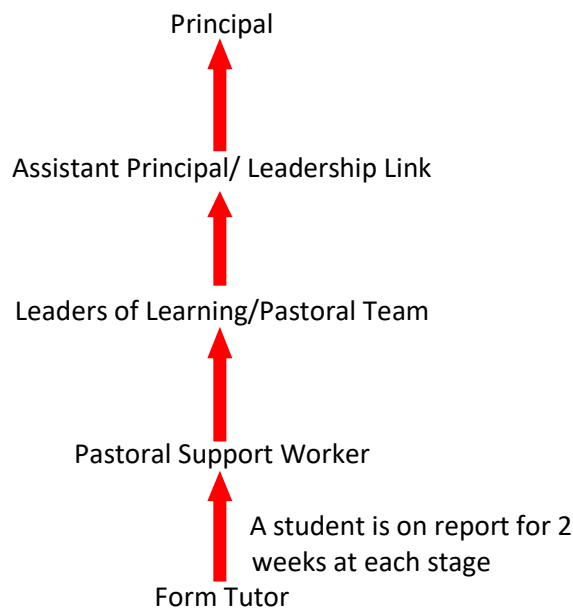 Principal
Assistant Principal/ Leadership Link
Leaders of Learning/Pastoral Team
Pastoral Support Worker
A student is on report for 2
weeks at each stage
Form Tutor